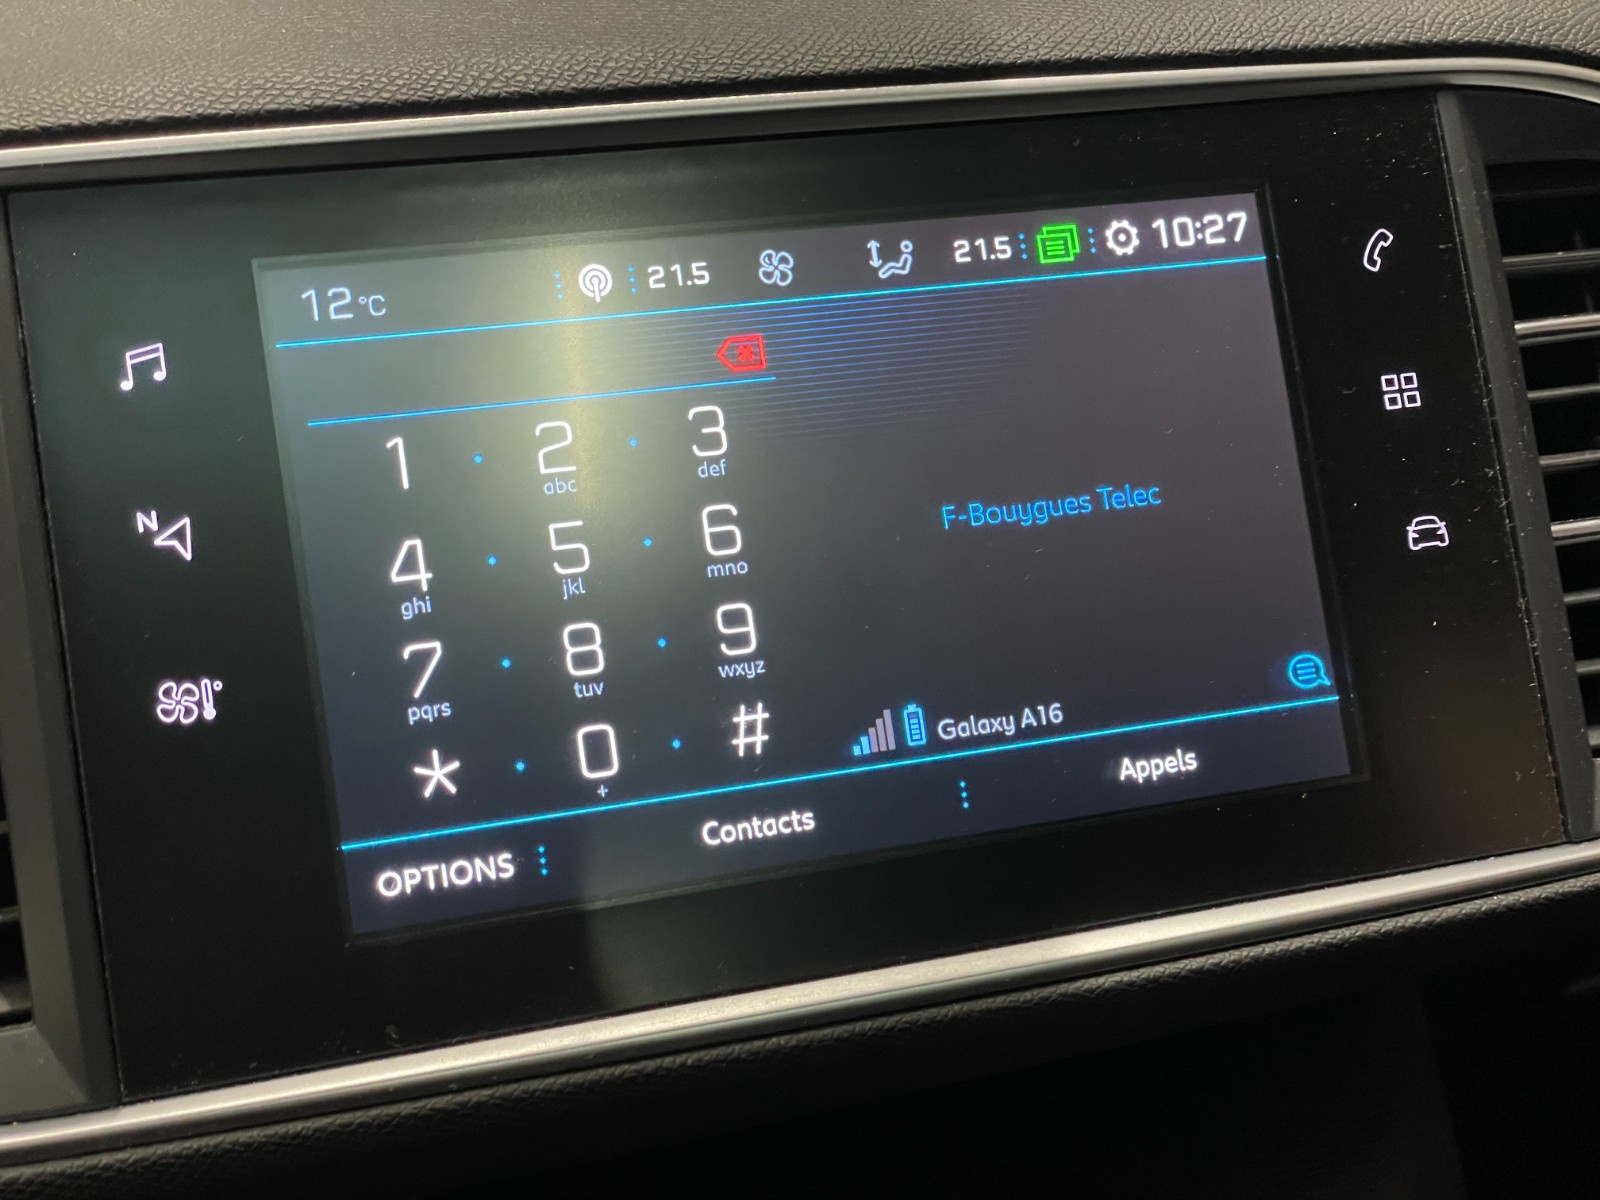 12°C 21.5 21.5 10:27
1 2 3
abc def
4 5 6
ghi jkl mno
F-Bouygues Telec
7 8 9
pqrs tuv wxyz
* 0 #
+
Galaxy A16
OPTIONS Contacts Appels
N